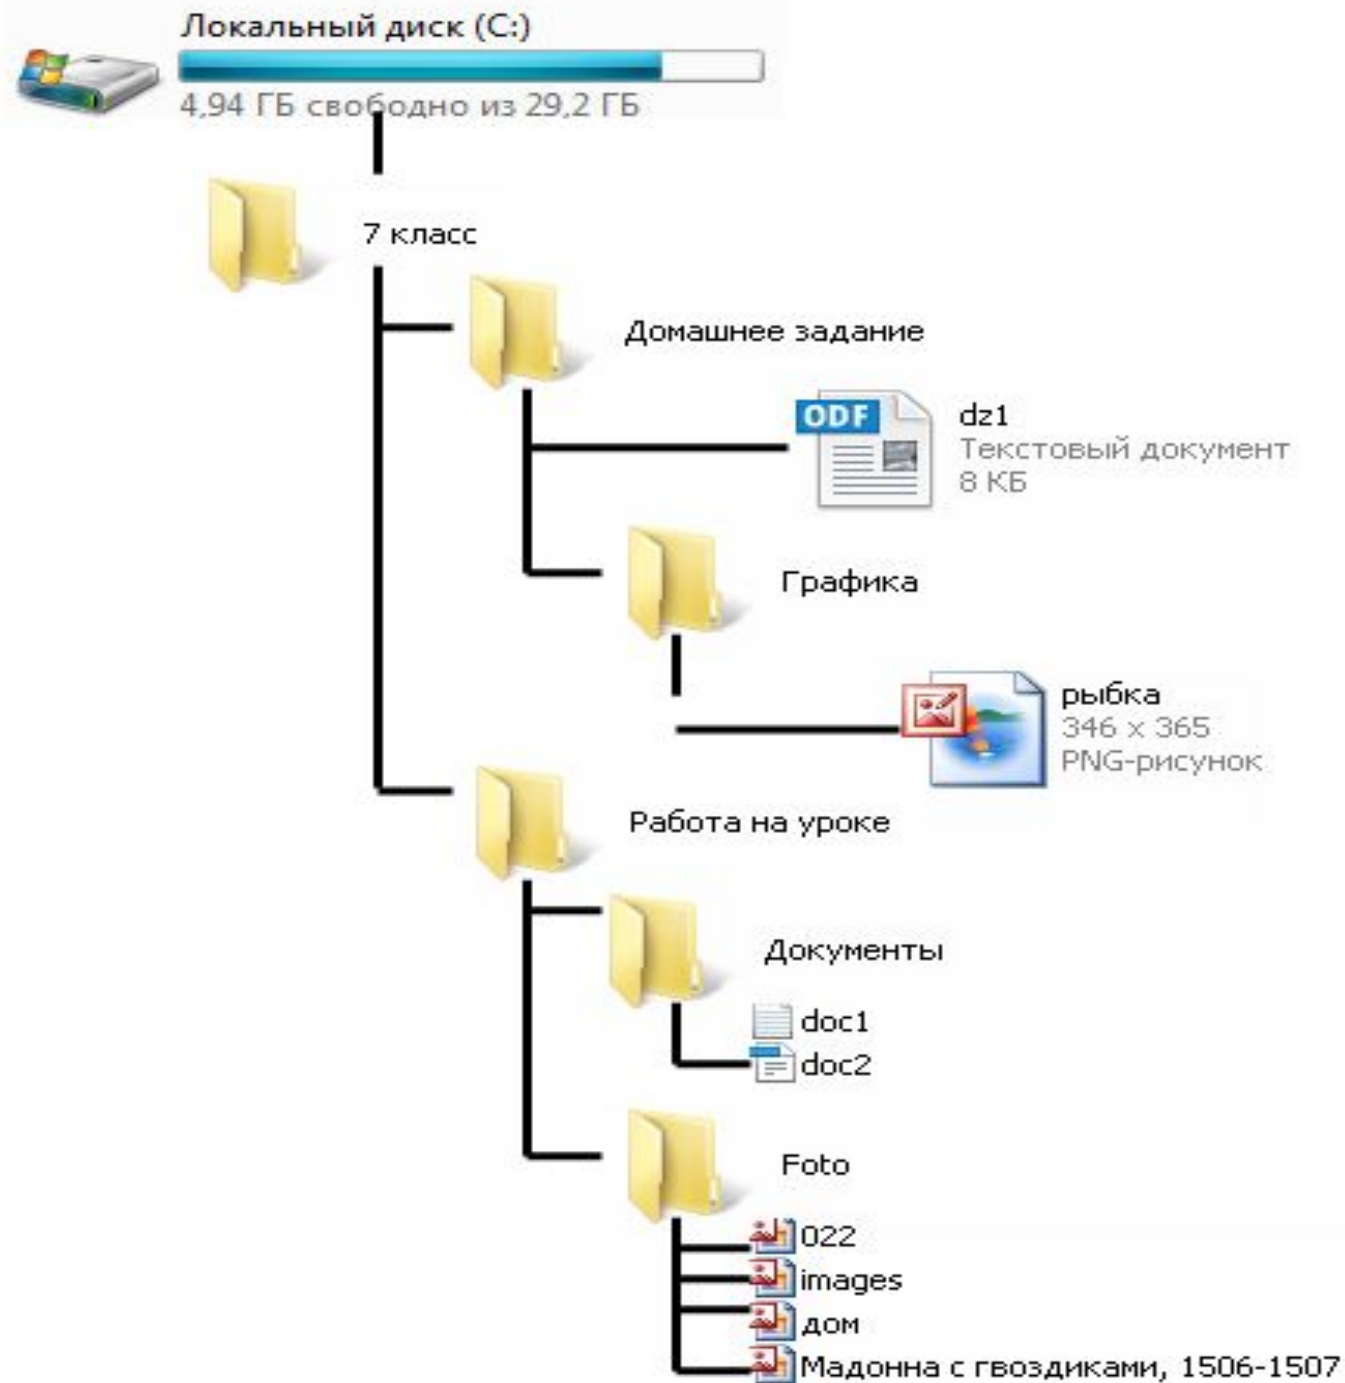 Локальный диск (C:)
4,94 ГБ свободно из 29,2 ГБ
7 класс
Домашнее задание
ODF
dz1
Текстовый документ
8 КБ
Графика
рыбка
346 x 365
PNG-рисунок
Работа на уроке
Документы
doc1
doc2
Foto
022
images
дом
Мадонна с гвоздиками, 1506-1507